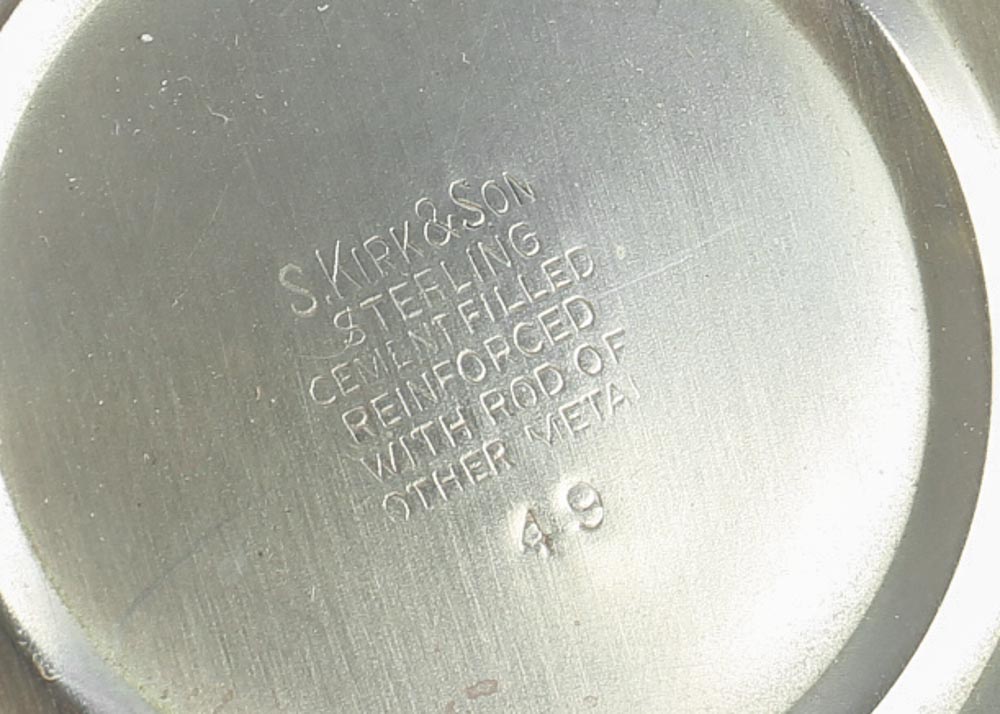 S. KIRK & SON
STERLING
CEMENT FILLED
REINFORCED
WITH ROD OF
OTHER METAL
49